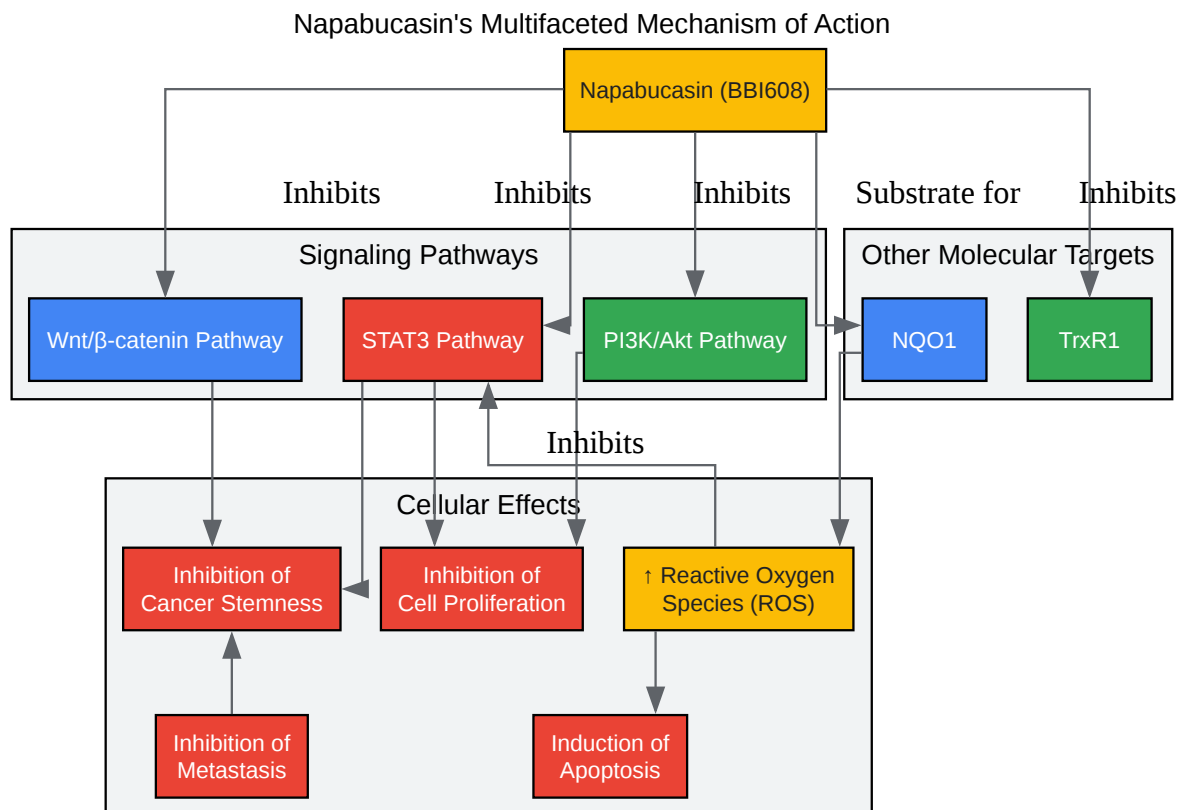 Napabucasin's Multifaceted Mechanism of Action
Napabucasin (BBI608)
Inhibits
Inhibits
Inhibits
Substrate for
Inhibits
Signaling Pathways
Other Molecular Targets
Wnt/β-catenin Pathway
STAT3 Pathway
PI3K/Akt Pathway
NQO1
TrxR1
Inhibits
Cellular Effects
Inhibition of
Cancer Stemness
Inhibition of
Cell Proliferation
↑ Reactive Oxygen
Species (ROS)
Inhibition of
Metastasis
Induction of
Apoptosis